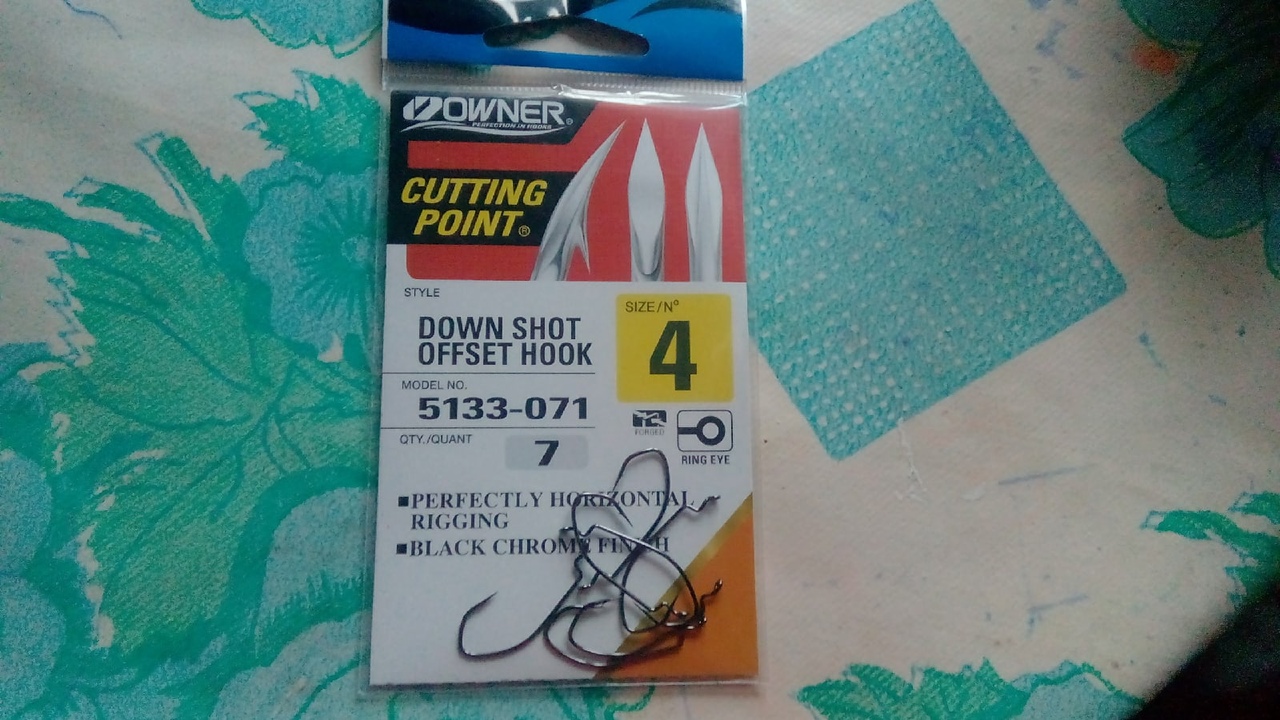 OWNER®
PERFECTION IN HOOKS
CUTTING
POINT®
STYLE
SIZE/Nº
4
DOWN SHOT
OFFSET HOOK
MODEL NO.
5133-071
FORGED
RING EYE
QTY./QUANT
7
■PERFECTLY HORIZONTAL
RIGGING
■BLACK CHROME FINISH